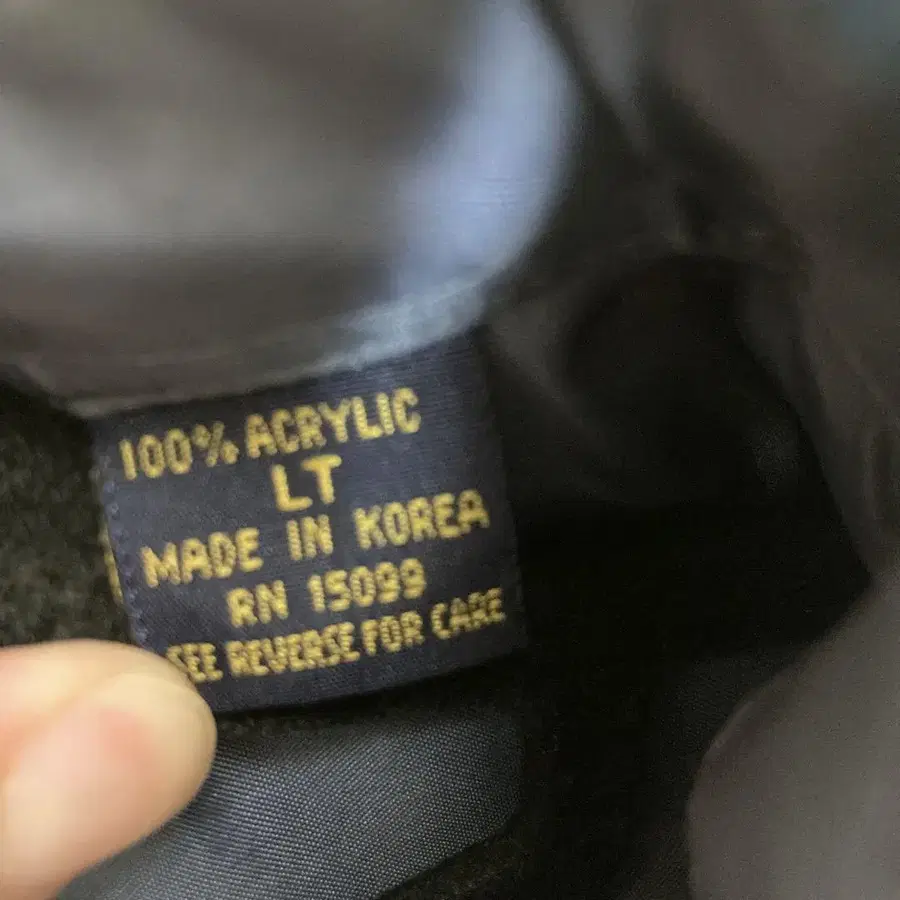 100% ACRYLIC
LT
MADE IN KOREA
RN 15099
SEE REVERSE FOR CARE